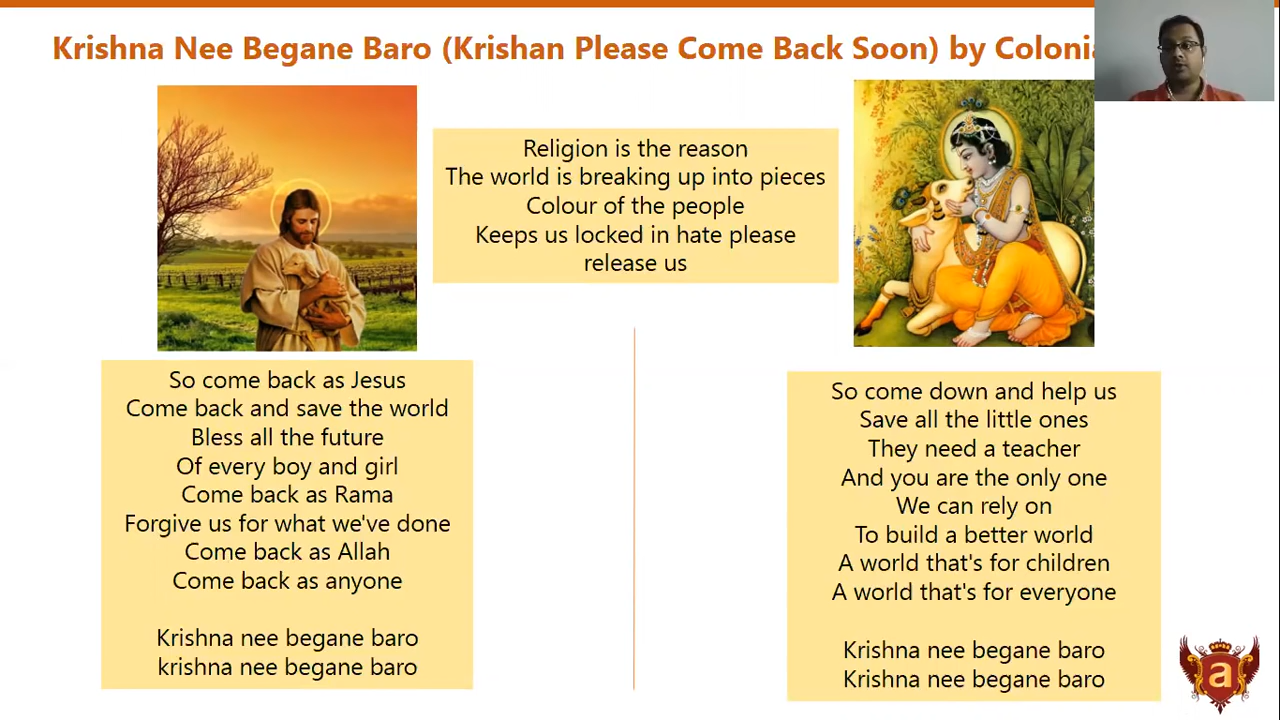 Krishna Nee Begane Baro (Krishan Please Come Back Soon) by
Religion is the reason
The world is breaking up into pieces
Colour of the people
Keeps us locked in hate please
release us
So come back as Jesus
Come back and save the world
Bless all the future
Of every boy and girl
Come back as Rama
Forgive us for what we've done
Come back as Allah
Come back as anyone
Krishna nee begane baro
krishna nee begane baro
So come down and help us
Save all the little ones
They need a teacher
And you are the only one
We can rely on
To build a better world
A world that's for children
A world that's for everyone
Krishna nee begane baro
Krishna nee begane baro
a